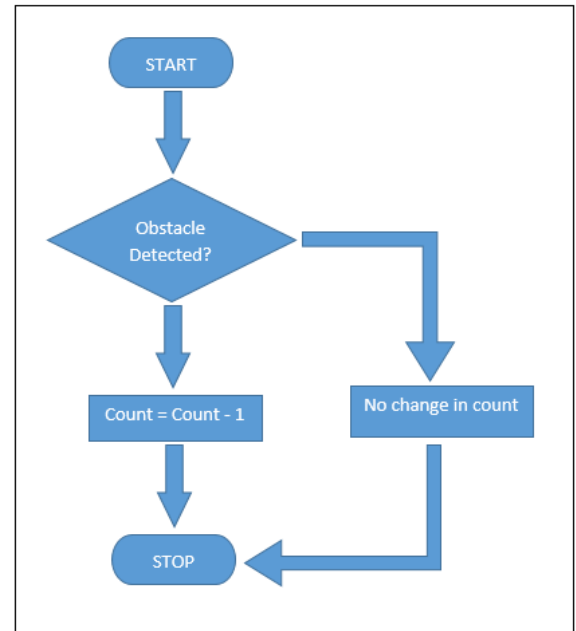 START
Obstacle
Detected?
Count = Count - 1
No change in count
STOP